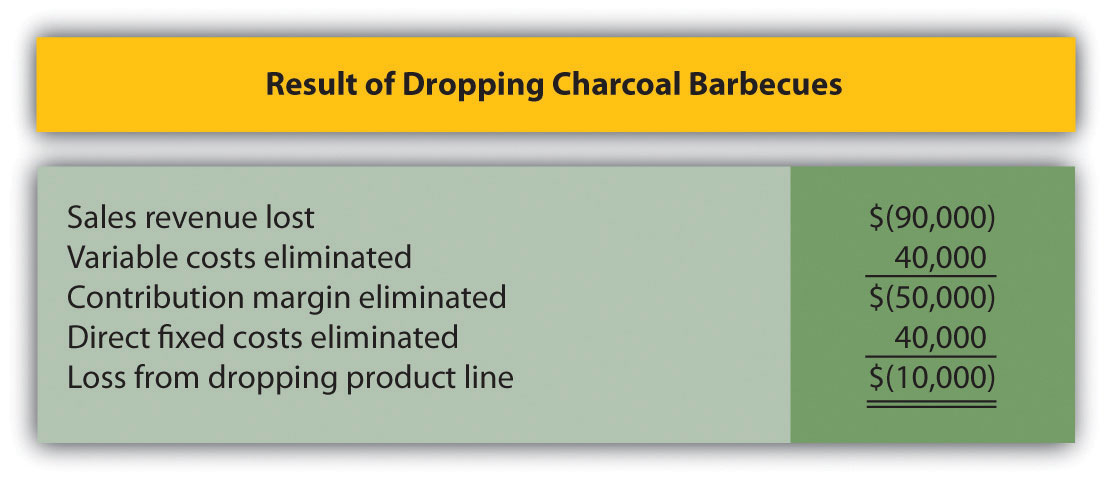 Result of Dropping Charcoal Barbecues
Sales revenue lost $(90,000)
Variable costs eliminated 40,000
Contribution margin eliminated $(50,000)
Direct fixed costs eliminated 40,000
Loss from dropping product line $(10,000)